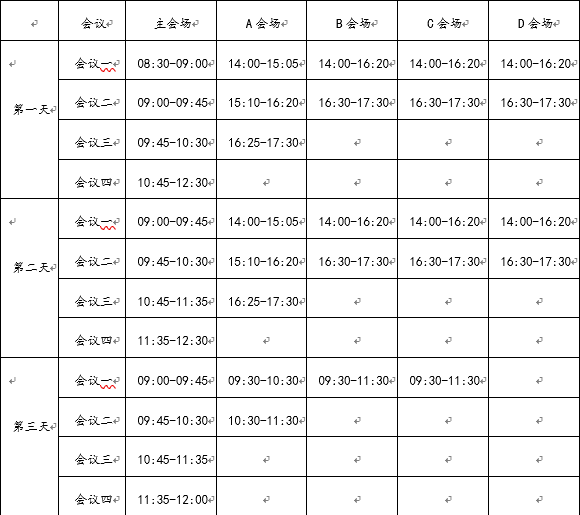 会议 主会场 A 会场 B 会场 C 会场 D 会场
第一天
会议一 08:30-09:00 14:00-15:05 14:00-16:20 14:00-16:20 14:00-16:20
会议二 09:00-09:45 15:10-16:20 16:30-17:30 16:30-17:30 16:30-17:30
会议三 09:45-10:30 16:25-17:30
会议四 10:45-12:30
第二天
会议一 09:00-09:45 14:00-15:05 14:00-16:20 14:00-16:20 14:00-16:20
会议二 09:45-10:30 15:10-16:20 16:30-17:30 16:30-17:30 16:30-17:30
会议三 10:45-11:35 16:25-17:30
会议四 11:35-12:30
第三天
会议一 09:00-09:45 09:30-10:30 09:30-11:30 09:30-11:30
会议二 09:45-10:30 10:30-11:30
会议三 10:45-11:35
会议四 11:35-12:00